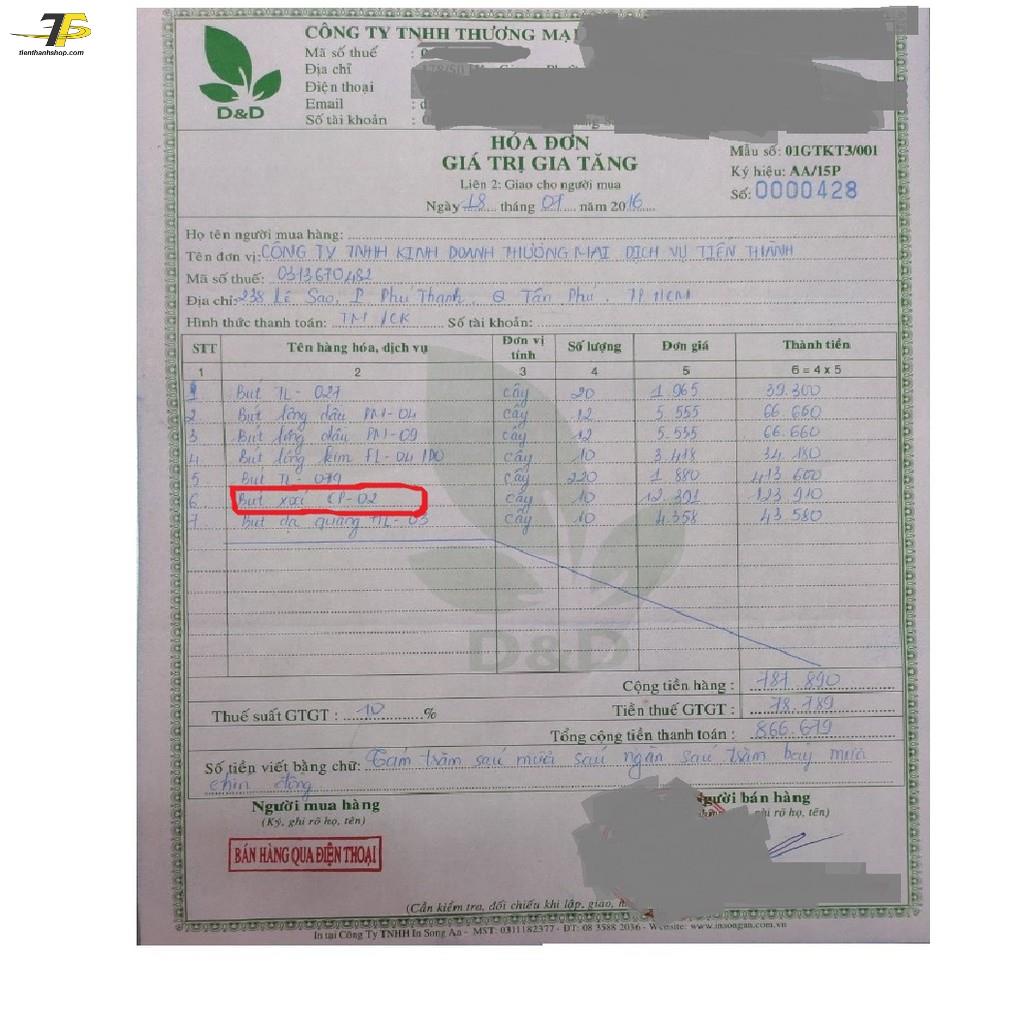 TP
tienthanhshop.com
D&D
CÔNG TY TNHH THƯƠNG MẠI
Mã số thuế :
Địa chỉ :
Điện thoại
Email :
Số tài khoản :
HÓA ĐƠN
GIÁ TRỊ GIA TĂNG
Liên 2: Giao cho người mua
Ngày 18 tháng 01 năm 2016
Mẫu số: 01GTKT3/001
Ký hiệu: AA/15P
Số: 0000428
Họ tên người mua hàng:
Tên đơn vị: CÔNG TY TNHH KINH DOANH THƯƠNG MẠI DỊCH VỤ TIẾN THÀNH
Mã số thuế: 0313670482
Địa chỉ: 238 Lê Sao, P Phú Thạnh, Q Tân Phú, TP HCM
Hình thức thanh toán: TM/CK Số tài khoản:
STT Tên hàng hóa, dịch vụ Đơn vị tính Số lượng Đơn giá Thành tiền
1 2 3 4 5 6 = 4 x 5
1 Bút TL-027 cây 20 1.965 39.300
2 Bút lông dầu PM-04 cây 12 5.555 66.660
3 Bút lông dầu PM-09 cây 12 5.555 66.660
4 Bút lông kim FL-04/DO cây 10 3.418 34.180
5 Bút TL-079 cây 220 1.880 413.600
6 Bút xoá CP-02 cây 10 12.391 123.910
7 Bút dạ quang HL-03 cây 10 4.358 43.580
D&D
Cộng tiền hàng : 787.890
Thuế suất GTGT : 10 % Tiền thuế GTGT : 78.789
Tổng cộng tiền thanh toán : 866.679
Số tiền viết bằng chữ: Tám trăm sáu mươi sáu ngàn sáu trăm bảy mươi
chín đồng
Người mua hàng
(Ký, ghi rõ họ, tên)
BÁN HÀNG QUA ĐIỆN THOẠI
Người bán hàng
ghi rõ họ, tên)
(Cần kiểm tra, đối chiếu khi lập, giao,
In tại Công Ty TNHH In Song An - MST: 0311182377 - ĐT: 08 3588 2036 - Website: www.insongan.com.vn